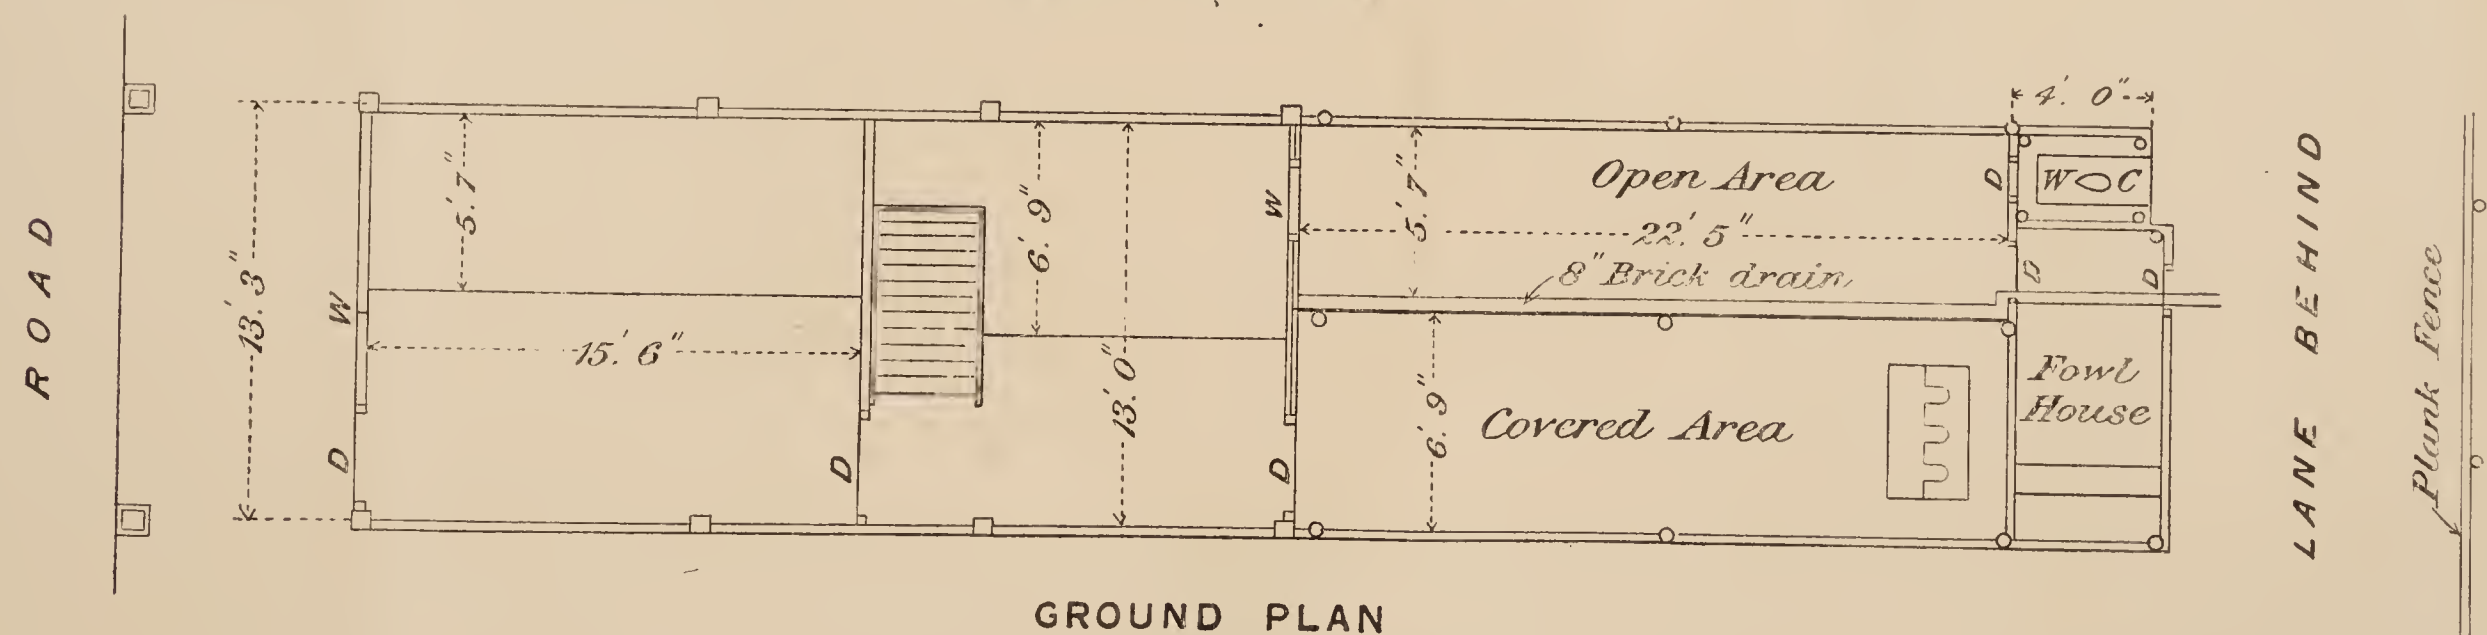 ROAD
13.' 3"
W
D
5.' 7"
15.' 6"
D
6.' 9"
13.' 0"
W
D
5.' 7"
Open Area
22.' 5"
8" Brick drain
6.' 9"
Covered Area
4.' 0"
D
W C
D
D
Fowl
House
LANE BEHIND
Plank Fence
GROUND PLAN